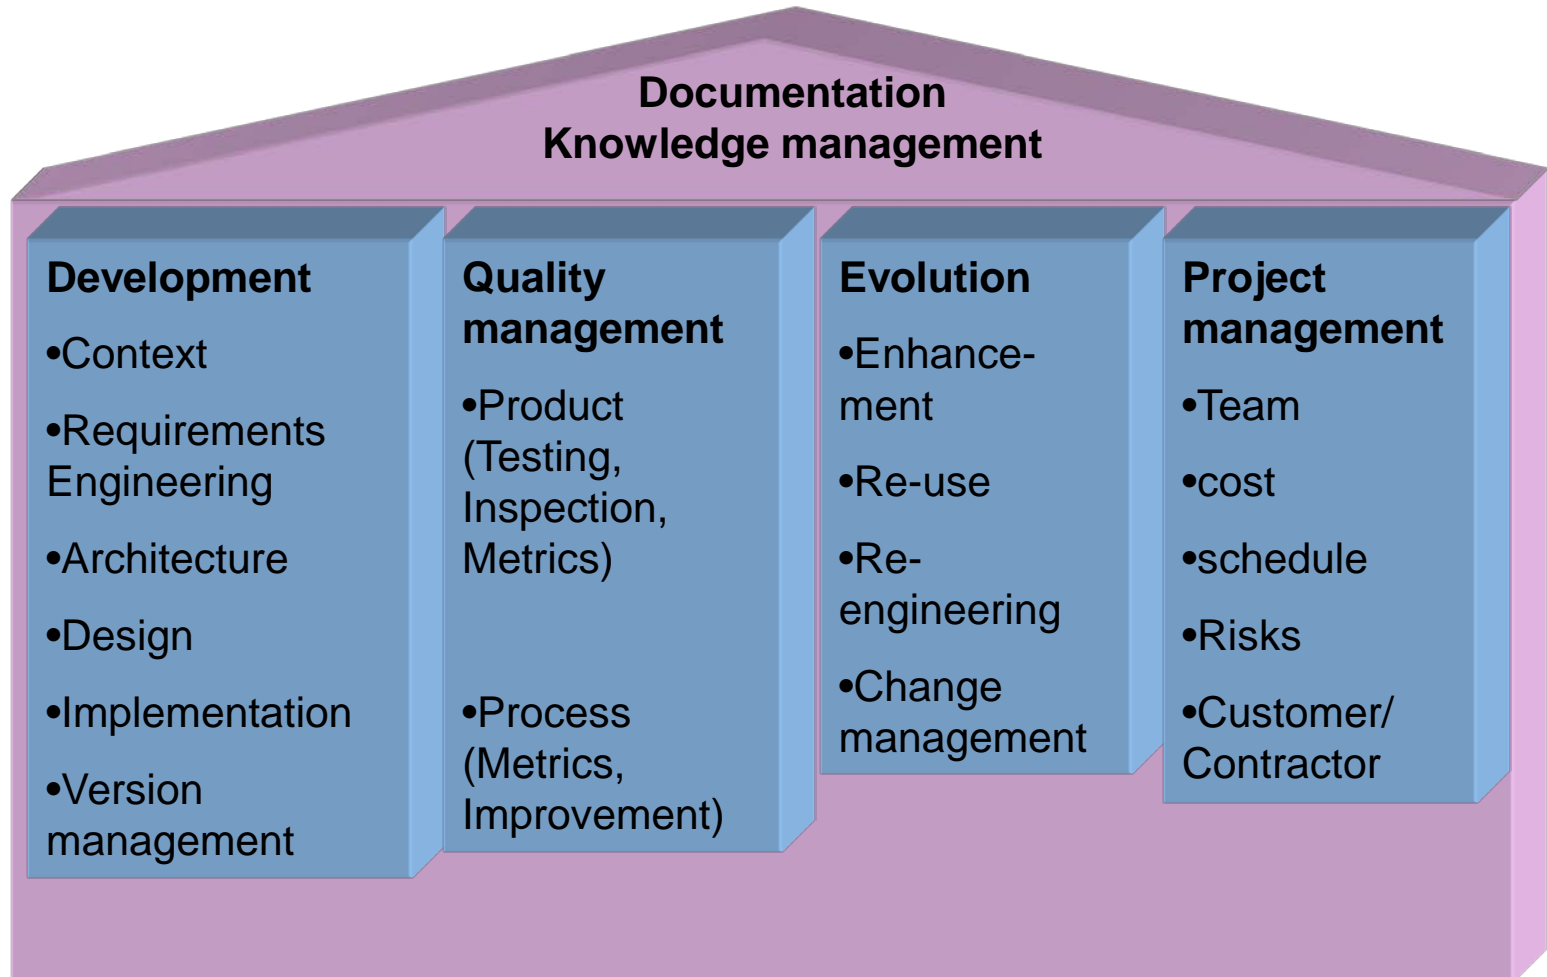 Documentation
Knowledge management
Development
•Context
•Requirements
Engineering
•Architecture
•Design
•Implementation
•Version
management
Quality
management
•Product
(Testing,
Inspection,
Metrics)
•Process
(Metrics,
Improvement)
Evolution
•Enhance-
ment
•Re-use
•Re-
engineering
•Change
management
Project
management
•Team
•cost
•schedule
•Risks
•Customer/
Contractor